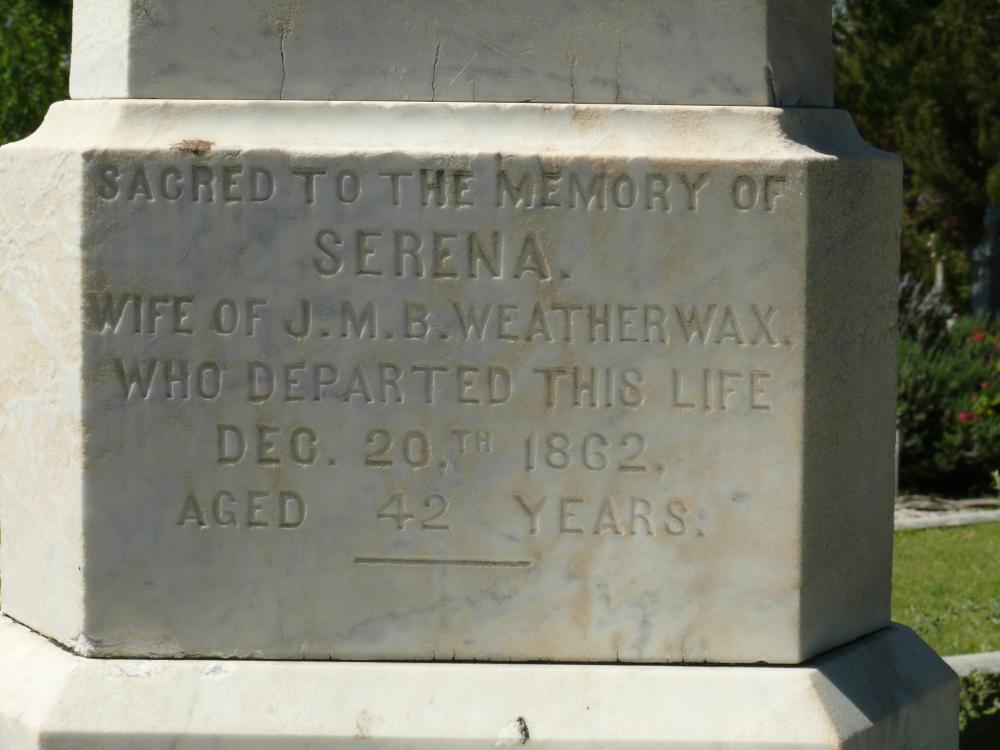 SACRED TO THE MEMORY OF
SERENA.
WIFE OF J.M.B. WEATHERWAX.
WHO DEPARTED THIS LIFE
DEC. 20,TH 1862.
AGED 42 YEARS.